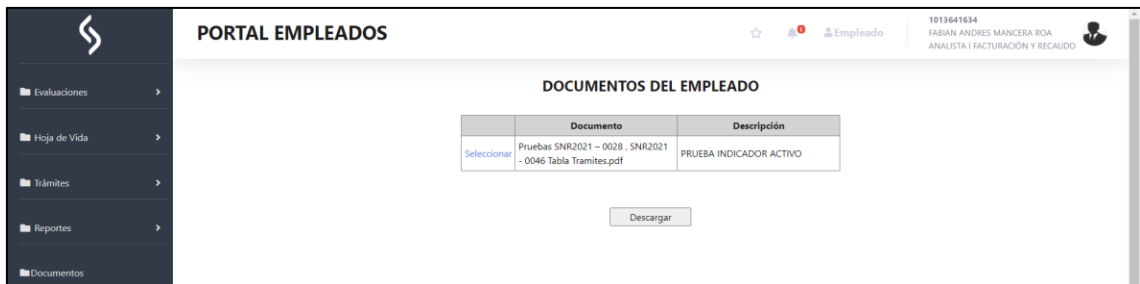 PORTAL EMPLEADOS
1
Empleado
1013641634
FABIAN ANDRES MANCERA ROA
ANALISTA I FACTURACIÓN Y RECAUDO
Evaluaciones
Hoja de Vida
Trámites
Reportes
Documentos
DOCUMENTOS DEL EMPLEADO
Documento Descripción
Seleccionar Pruebas SNR2021 – 0028 , SNR2021 PRUEBA INDICADOR ACTIVO
- 0046 Tabla Tramites.pdf
Descargar